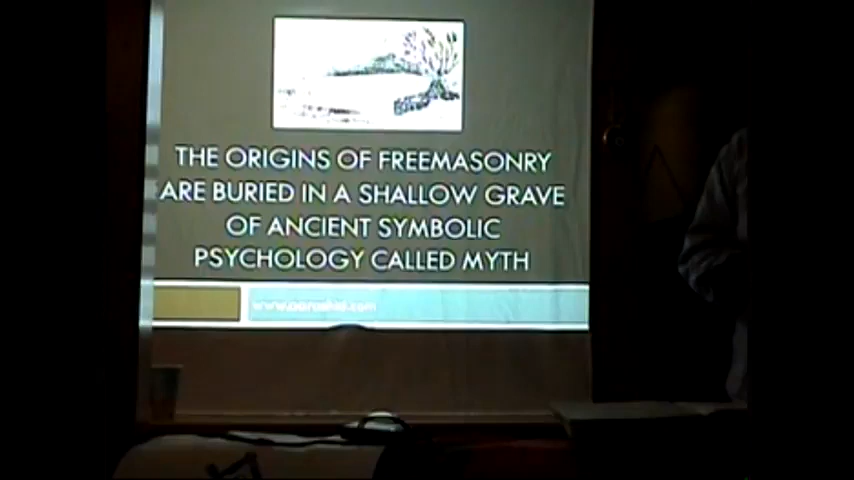 THE ORIGINS OF FREEMASONRY
ARE BURIED IN A SHALLOW GRAVE
OF ANCIENT SYMBOLIC
PSYCHOLOGY CALLED MYTH